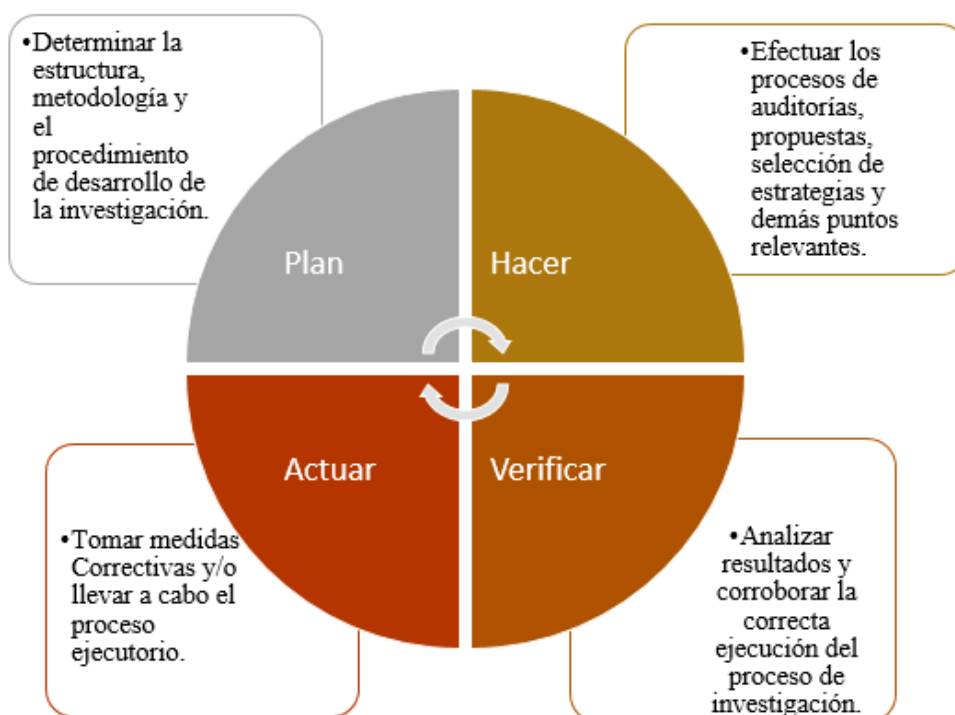 •Determinar la
estructura,
metodología y
el
procedimiento
de desarrollo de
la investigación.
•Efectuar los
procesos de
auditorías,
propuestas,
selección de
estrategias y
demás puntos
relevantes.
Plan
Hacer
Actuar
Verificar
•Tomar medidas
Correctivas y/o
llevar a cabo el
proceso
ejecutorio.
•Analizar
resultados y
corroborar la
correcta
ejecución del
proceso de
investigación.